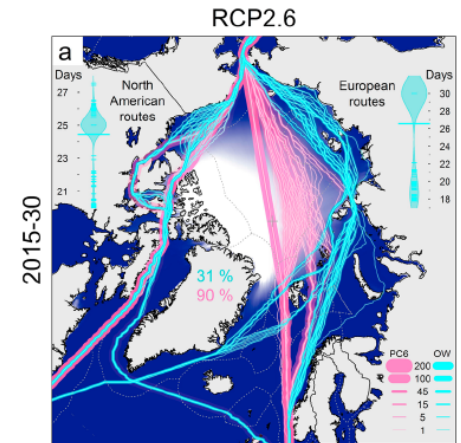 RCP2.6
a
Days
27
25
23
21
North
American
routes
European
routes
Days
30
28
26
24
22
20
18
2015-30
31 %
90 %
PC6 OW
200
100
45
15
5
1